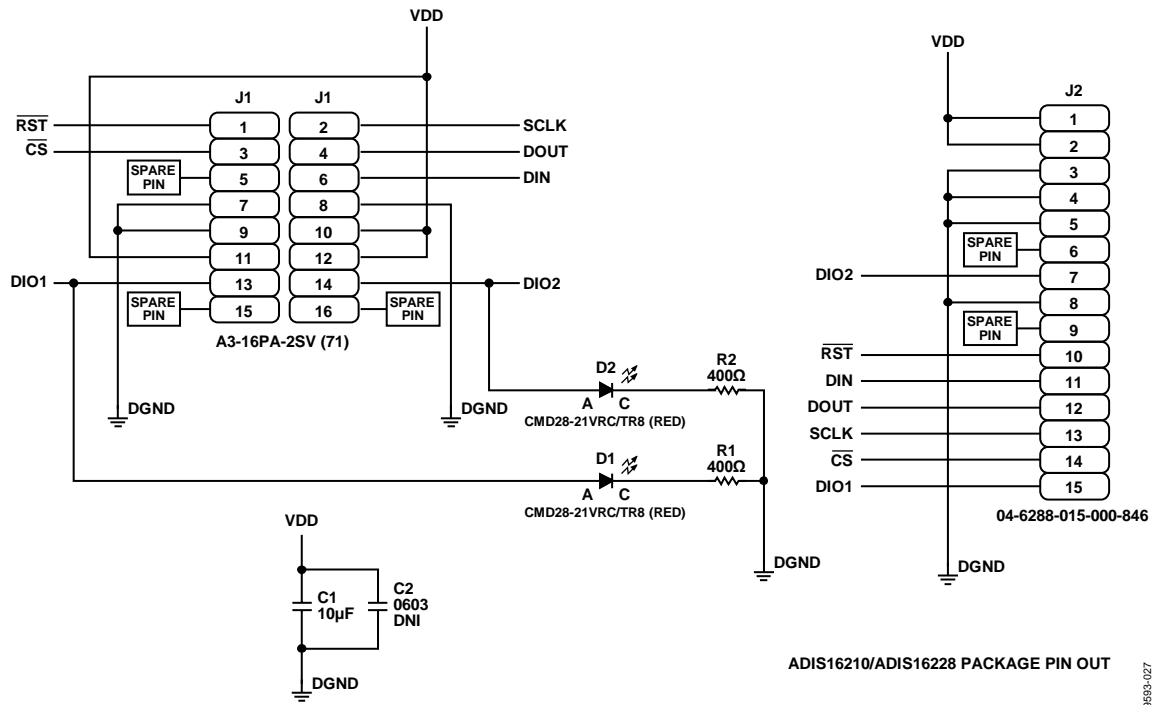 VDD
J1 J1
RST 1 2 SCLK
CS 3 4 DOUT
SPARE PIN 5 6 DIN
7 8
9 10
11 12
DIO1 13 14 DIO2
SPARE PIN 15 16 SPARE PIN
A3-16PA-2SV (71)
DGND
DGND
D2
R2
400Ω
A C
CMD28-21VRC/TR8 (RED)
D1
R1
400Ω
A C
CMD28-21VRC/TR8 (RED)
DGND
VDD
C1
10µF
C2
0603
DNI
DGND
VDD
J2
1
2
3
4
5
SPARE PIN 6
DIO2 7
8
SPARE PIN 9
RST 10
DIN 11
DOUT 12
SCLK 13
CS 14
DIO1 15
04-6288-015-000-846
DGND
ADIS16210/ADIS16228 PACKAGE PIN OUT